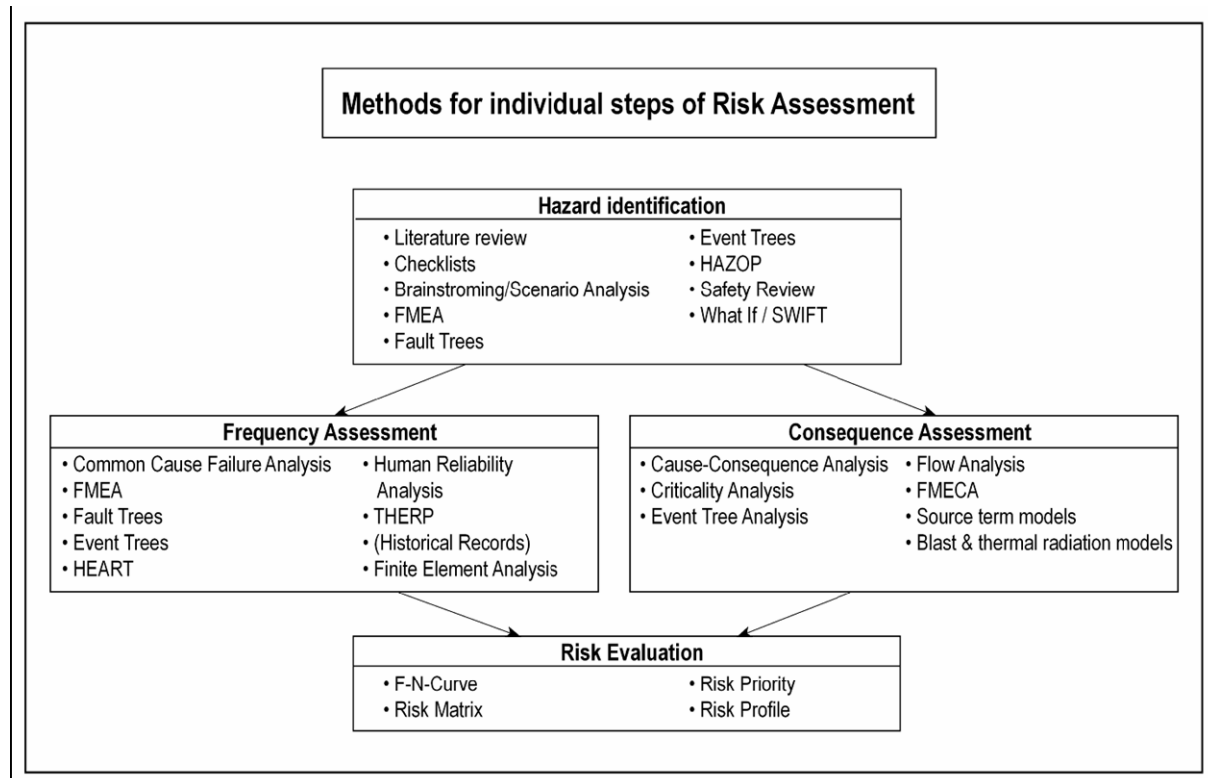 Methods for individual steps of Risk Assessment
Hazard identification
• Literature review
• Checklists
• Brainstroming/Scenario Analysis
• FMEA
• Fault Trees
• Event Trees
• HAZOP
• Safety Review
• What If / SWIFT
Frequency Assessment
• Common Cause Failure Analysis
• FMEA
• Fault Trees
• Event Trees
• HEART
• Human Reliability
Analysis
• THERP
• (Historical Records)
• Finite Element Analysis
Consequence Assessment
• Cause-Consequence Analysis
• Criticality Analysis
• Event Tree Analysis
• Flow Analysis
• FMECA
• Source term models
• Blast & thermal radiation models
Risk Evaluation
• F-N-Curve
• Risk Matrix
• Risk Priority
• Risk Profile